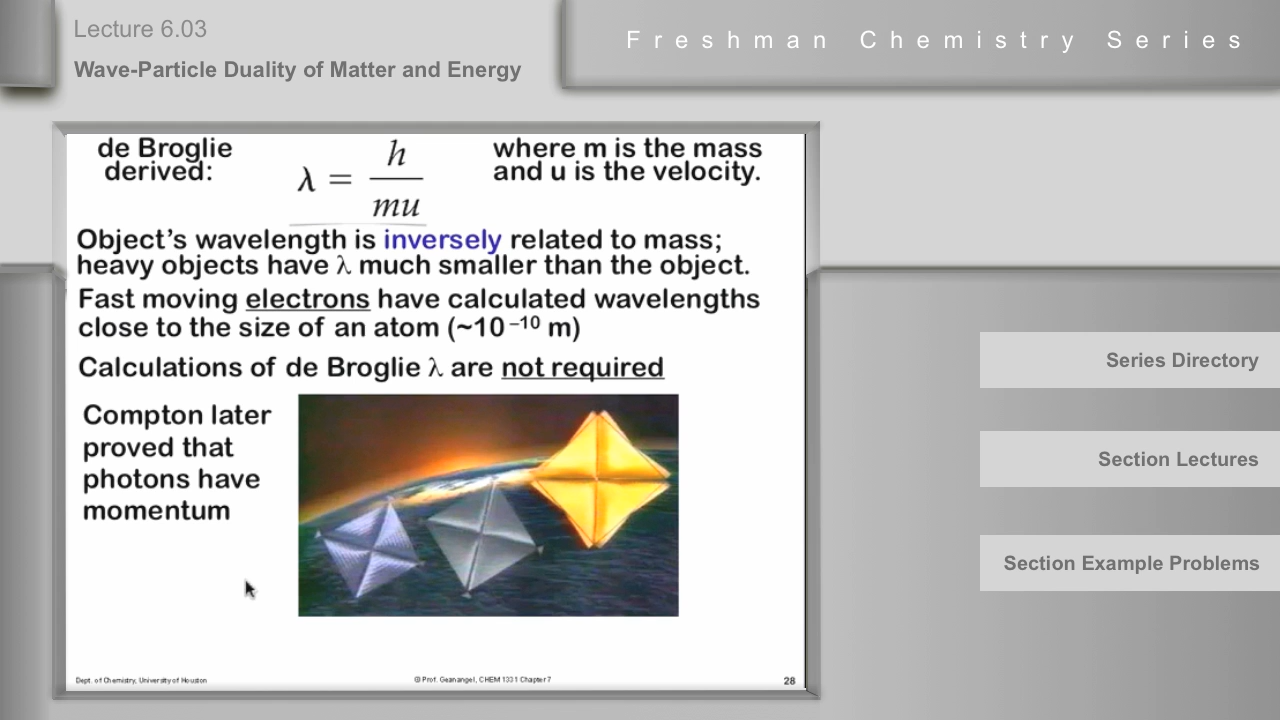 Lecture 6.03
Wave-Particle Duality of Matter and Energy
Freshman Chemistry Series
de Broglie
derived:
λ = h / mu
where m is the mass
and u is the velocity.
Object's wavelength is inversely related to mass;
heavy objects have λ much smaller than the object.
Fast moving electrons have calculated wavelengths
close to the size of an atom (~10⁻¹⁰ m)
Calculations of de Broglie λ are not required
Compton later
proved that
photons have
momentum
Series Directory
Section Lectures
Section Example Problems
Dept. of Chemistry, University of Houston
© Prof. Geanangel, CHEM 1331 Chapter 7
28